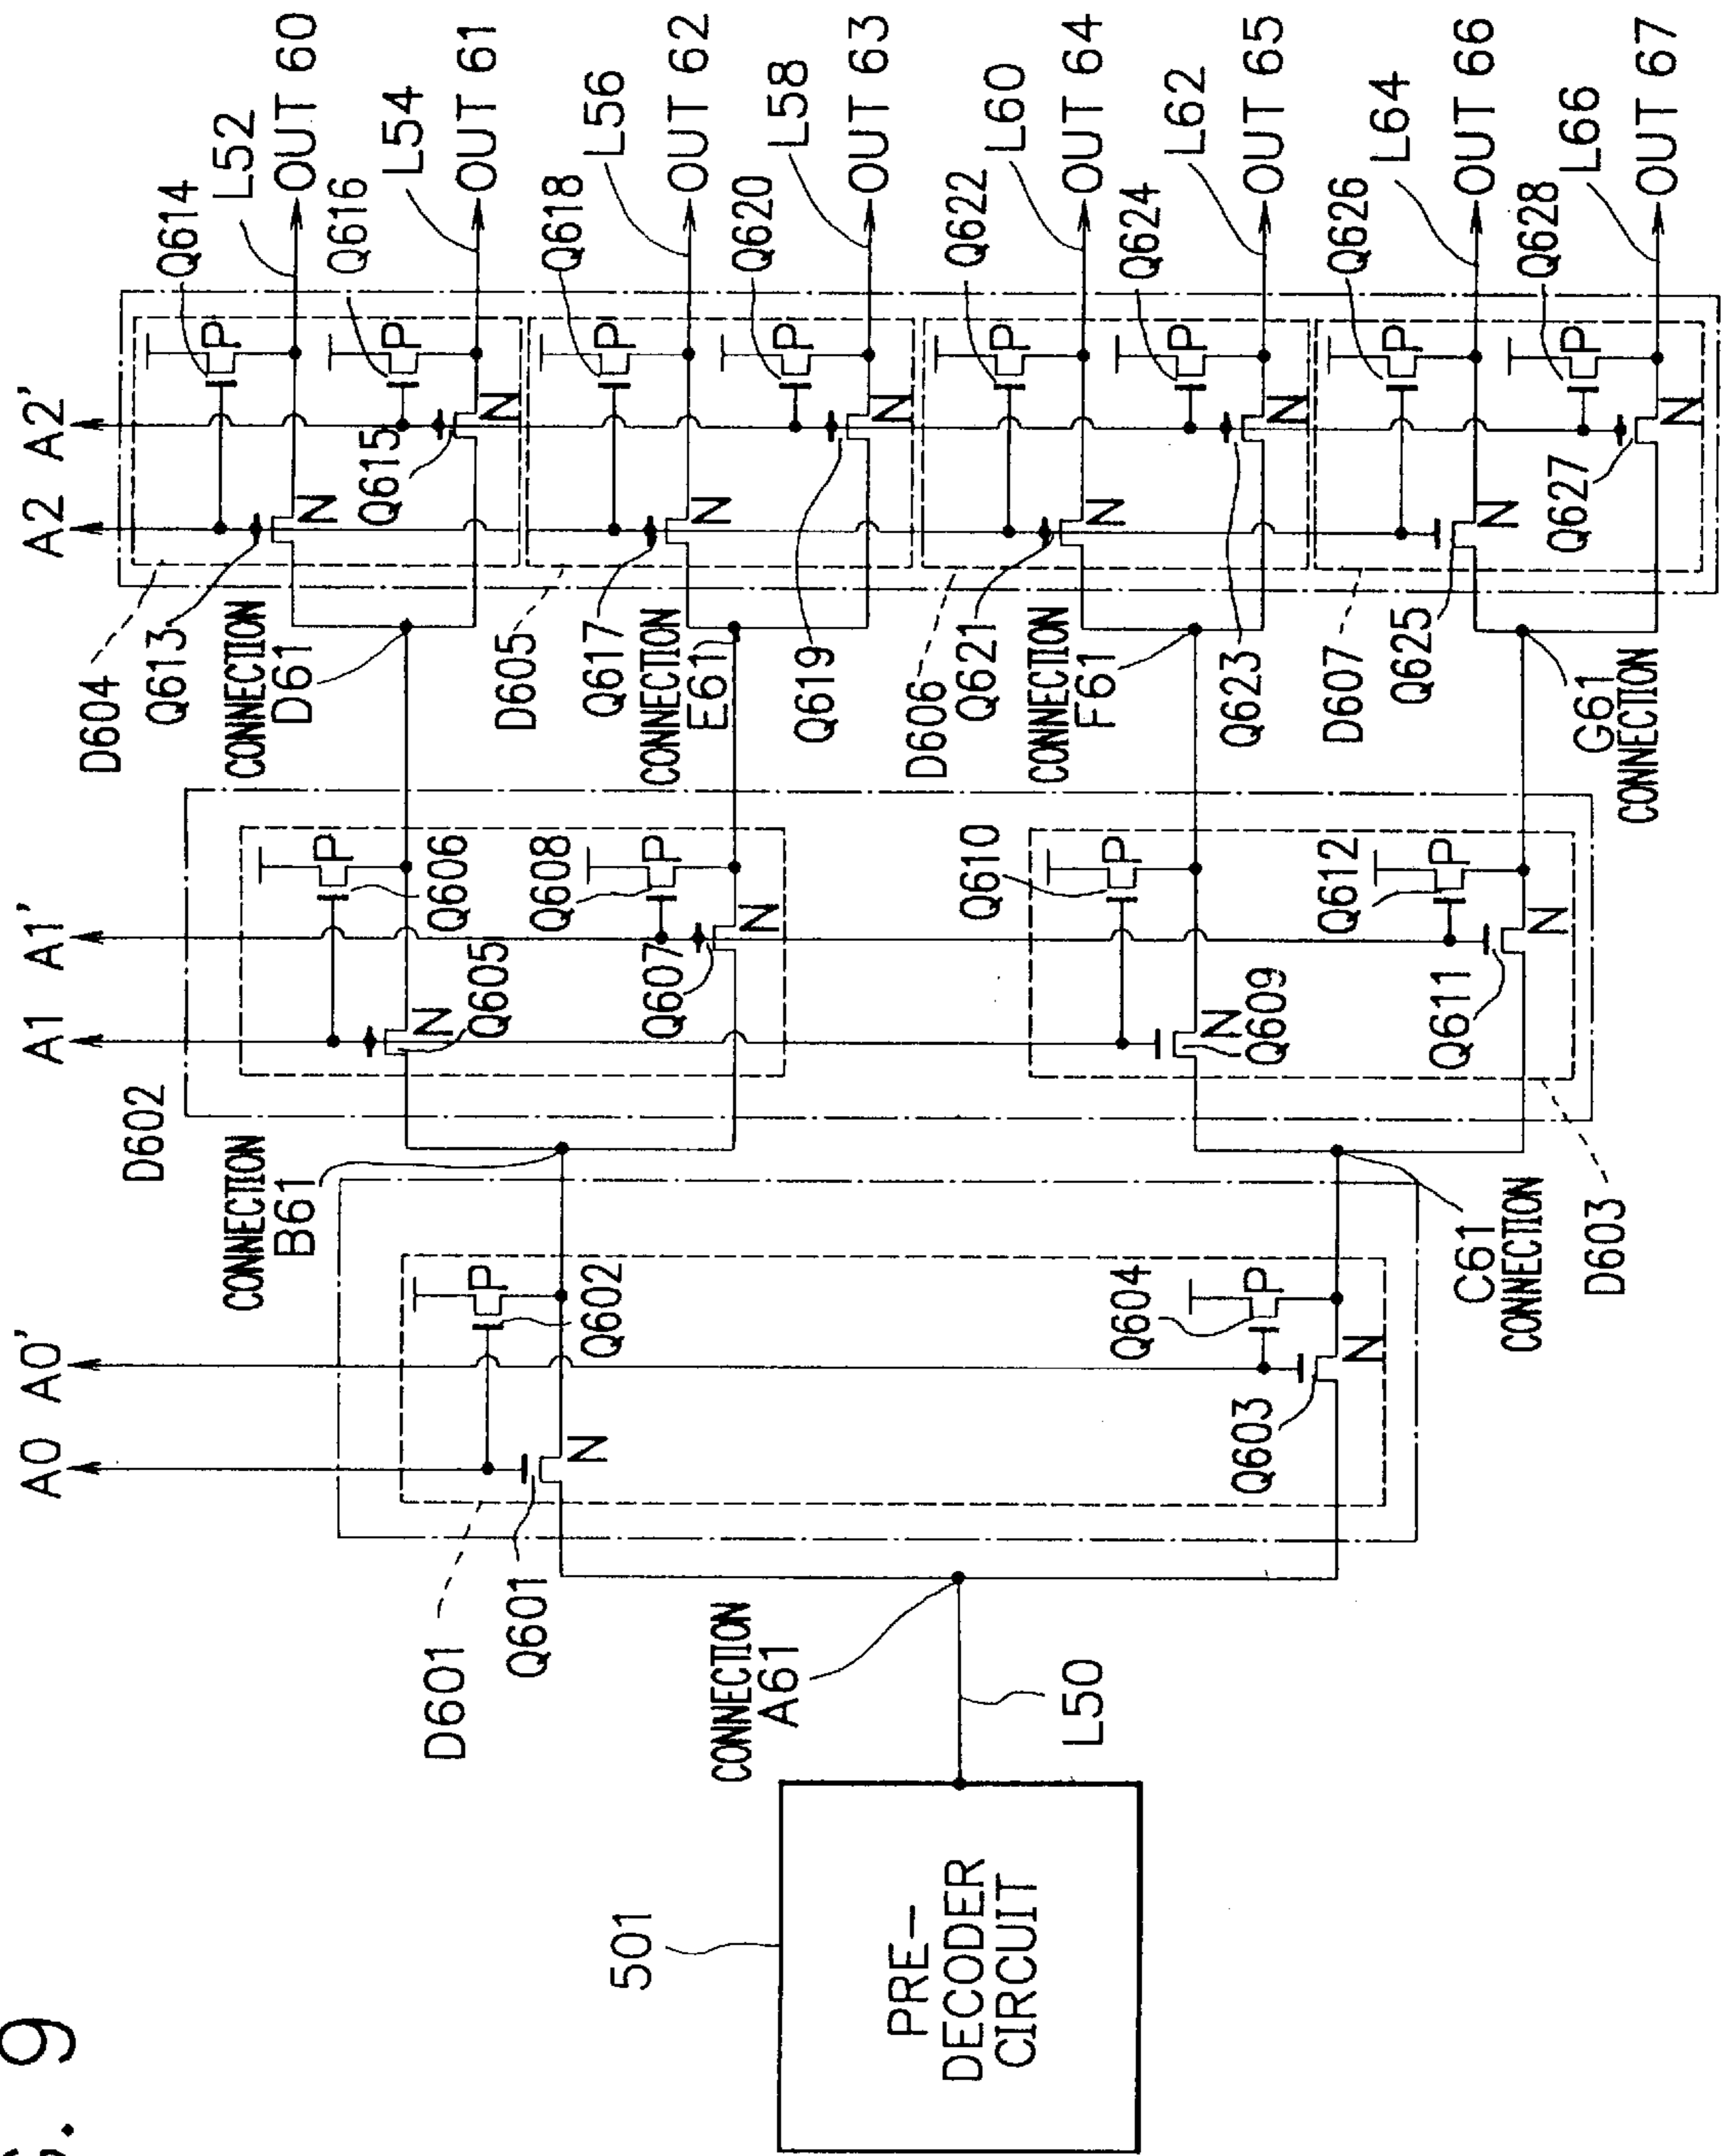 G. 9
A0
A0'
A1
A1'
A2
A2'
501
PRE-
DECODER
CIRCUIT
L50
CONNECTION
A61
D601
Q601
N
P
Q602
Q603
N
P
Q604
CONNECTION
B61
C61
CONNECTION
D602
D603
Q605
N
P
Q606
Q607
N
P
Q608
Q609
N
P
Q610
Q611
N
P
Q612
CONNECTION
D61
CONNECTION
E61
CONNECTION
F61
G61
CONNECTION
D604
Q613
N
P
Q614
Q615
N
P
Q616
D605
Q617
N
P
Q618
Q619
N
P
Q620
D606
Q621
N
P
Q622
Q623
N
P
Q624
D607
Q625
N
P
Q626
Q627
N
P
Q628
L52
OUT 60
L54
OUT 61
L56
OUT 62
L58
OUT 63
L60
OUT 64
L62
OUT 65
L64
OUT 66
L66
OUT 67